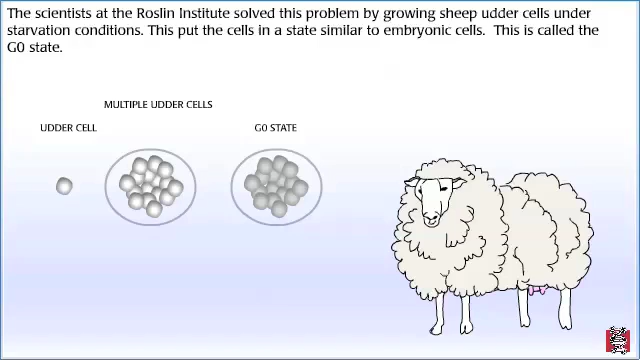 The scientists at the Roslin Institute solved this problem by growing sheep udder cells under
starvation conditions. This put the cells in a state similar to embryonic cells.  This is called the
G0 state.
MULTIPLE UDDER CELLS
UDDER CELL
G0 STATE